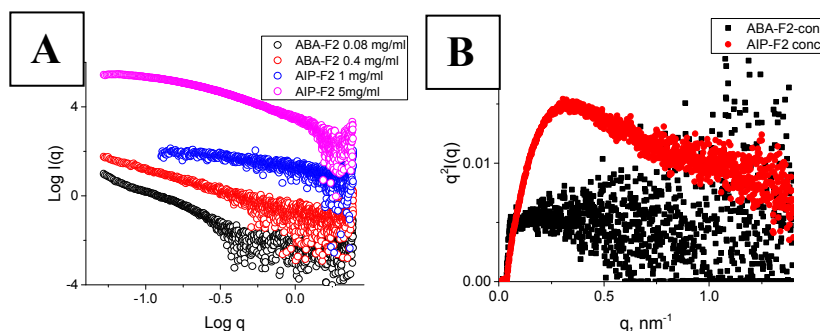 A
ABA-F2 0.08 mg/ml
ABA-F2 0.4 mg/ml
AIP-F2 1 mg/ml
AIP-F2 5mg/ml
Log I(q)
4
0
-4
-1.0
-0.5
0.0
Log q
B
ABA-F2-con
AIP-F2 conc
q²I(q)
0.01
0.00
0.0
0.5
1.0
q, nm⁻¹